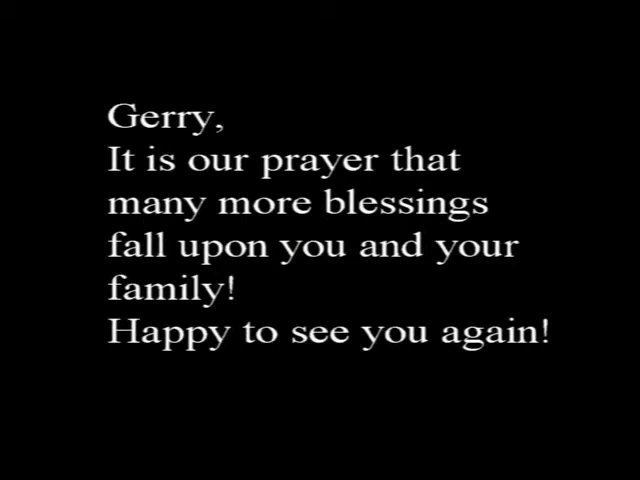 Gerry,
It is our prayer that
many more blessings
fall upon you and your
family!
Happy to see you again!